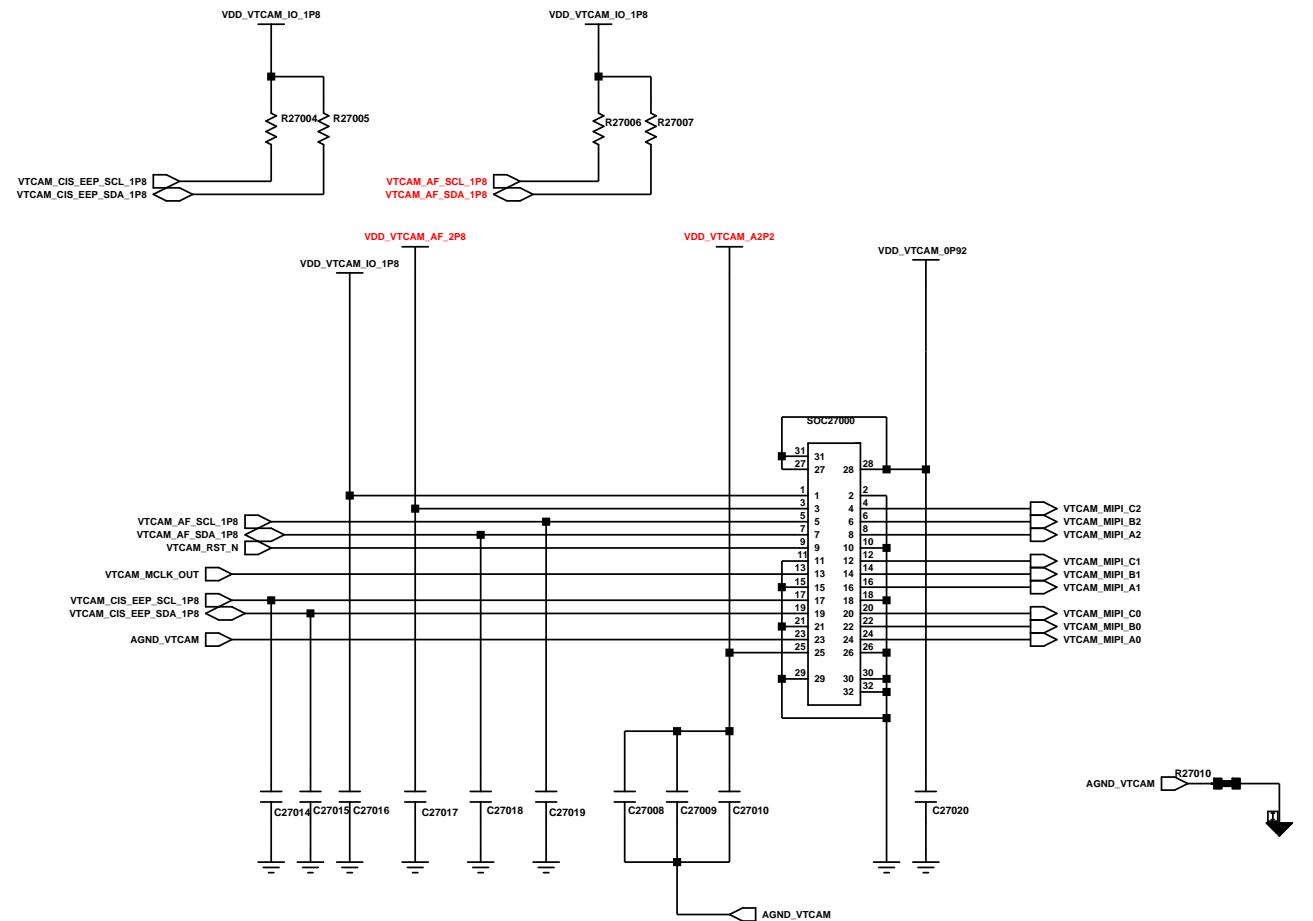 VDD_VTCAM_IO_1P8 VDD_VTCAM_IO_1P8
R27004 R27005 R27006 R27007
VTCAM_CIS_EEP_SCL_1P8 VTCAM_AF_SCL_1P8
VTCAM_CIS_EEP_SDA_1P8 VTCAM_AF_SDA_1P8
VDD_VTCAM_AF_2P8 VDD_VTCAM_A2P2
VDD_VTCAM_0P92
VDD_VTCAM_IO_1P8
SOC27000
31 31
27 27 28 28
1 1 2 2
3 3 4 4 VTCAM_MIPI_C2
VTCAM_AF_SCL_1P8 5 5 6 6 VTCAM_MIPI_B2
VTCAM_AF_SDA_1P8 7 7 8 8 VTCAM_MIPI_A2
VTCAM_RST_N 9 9 10 10
11 11 12 12 VTCAM_MIPI_C1
VTCAM_MCLK_OUT 13 13 14 14 VTCAM_MIPI_B1
15 15 16 16 VTCAM_MIPI_A1
VTCAM_CIS_EEP_SCL_1P8 17 17 18 18
VTCAM_CIS_EEP_SDA_1P8 19 19 20 20 VTCAM_MIPI_C0
21 21 22 22 VTCAM_MIPI_B0
AGND_VTCAM 23 23 24 24 VTCAM_MIPI_A0
25 25 26 26
29 29 30 30
32 32
R27010
AGND_VTCAM
C27014 C27015 C27016 C27017 C27018 C27019 C27008 C27009 C27010 C27020
AGND_VTCAM